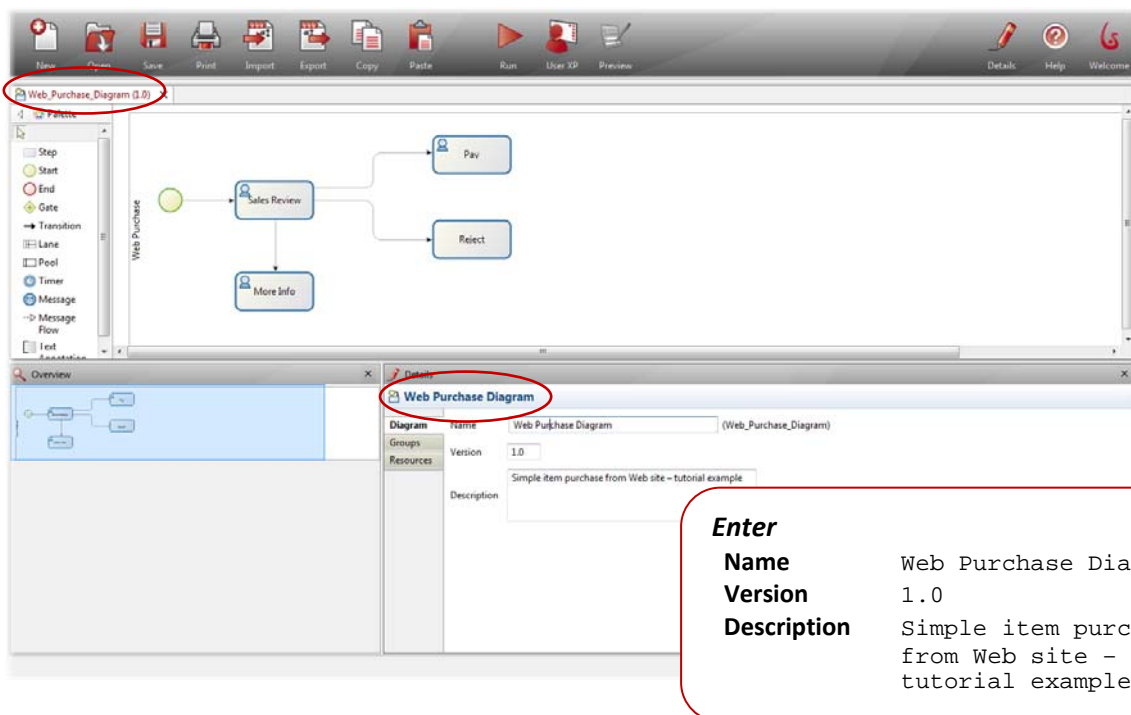 New Open Save Print Import Export Copy Paste Run User XP Preview Details Help Welcome
Web_Purchase_Diagram (1.0)
Palette
Step
Start
End
Gate
Transition
Lane
Pool
Timer
Message
Message
Flow
Text
Annotation
Web Purchase
Sales Review
Pay
Reject
More Info
Overview
Details
Web Purchase Diagram
Diagram
Groups
Resources
Name Web Purchase Diagram (Web_Purchase_Diagram)
Version 1.0
Description Simple item purchase from Web site – tutorial example
Enter
Name Web Purchase Dia
Version 1.0
Description Simple item purc
from Web site –
tutorial example